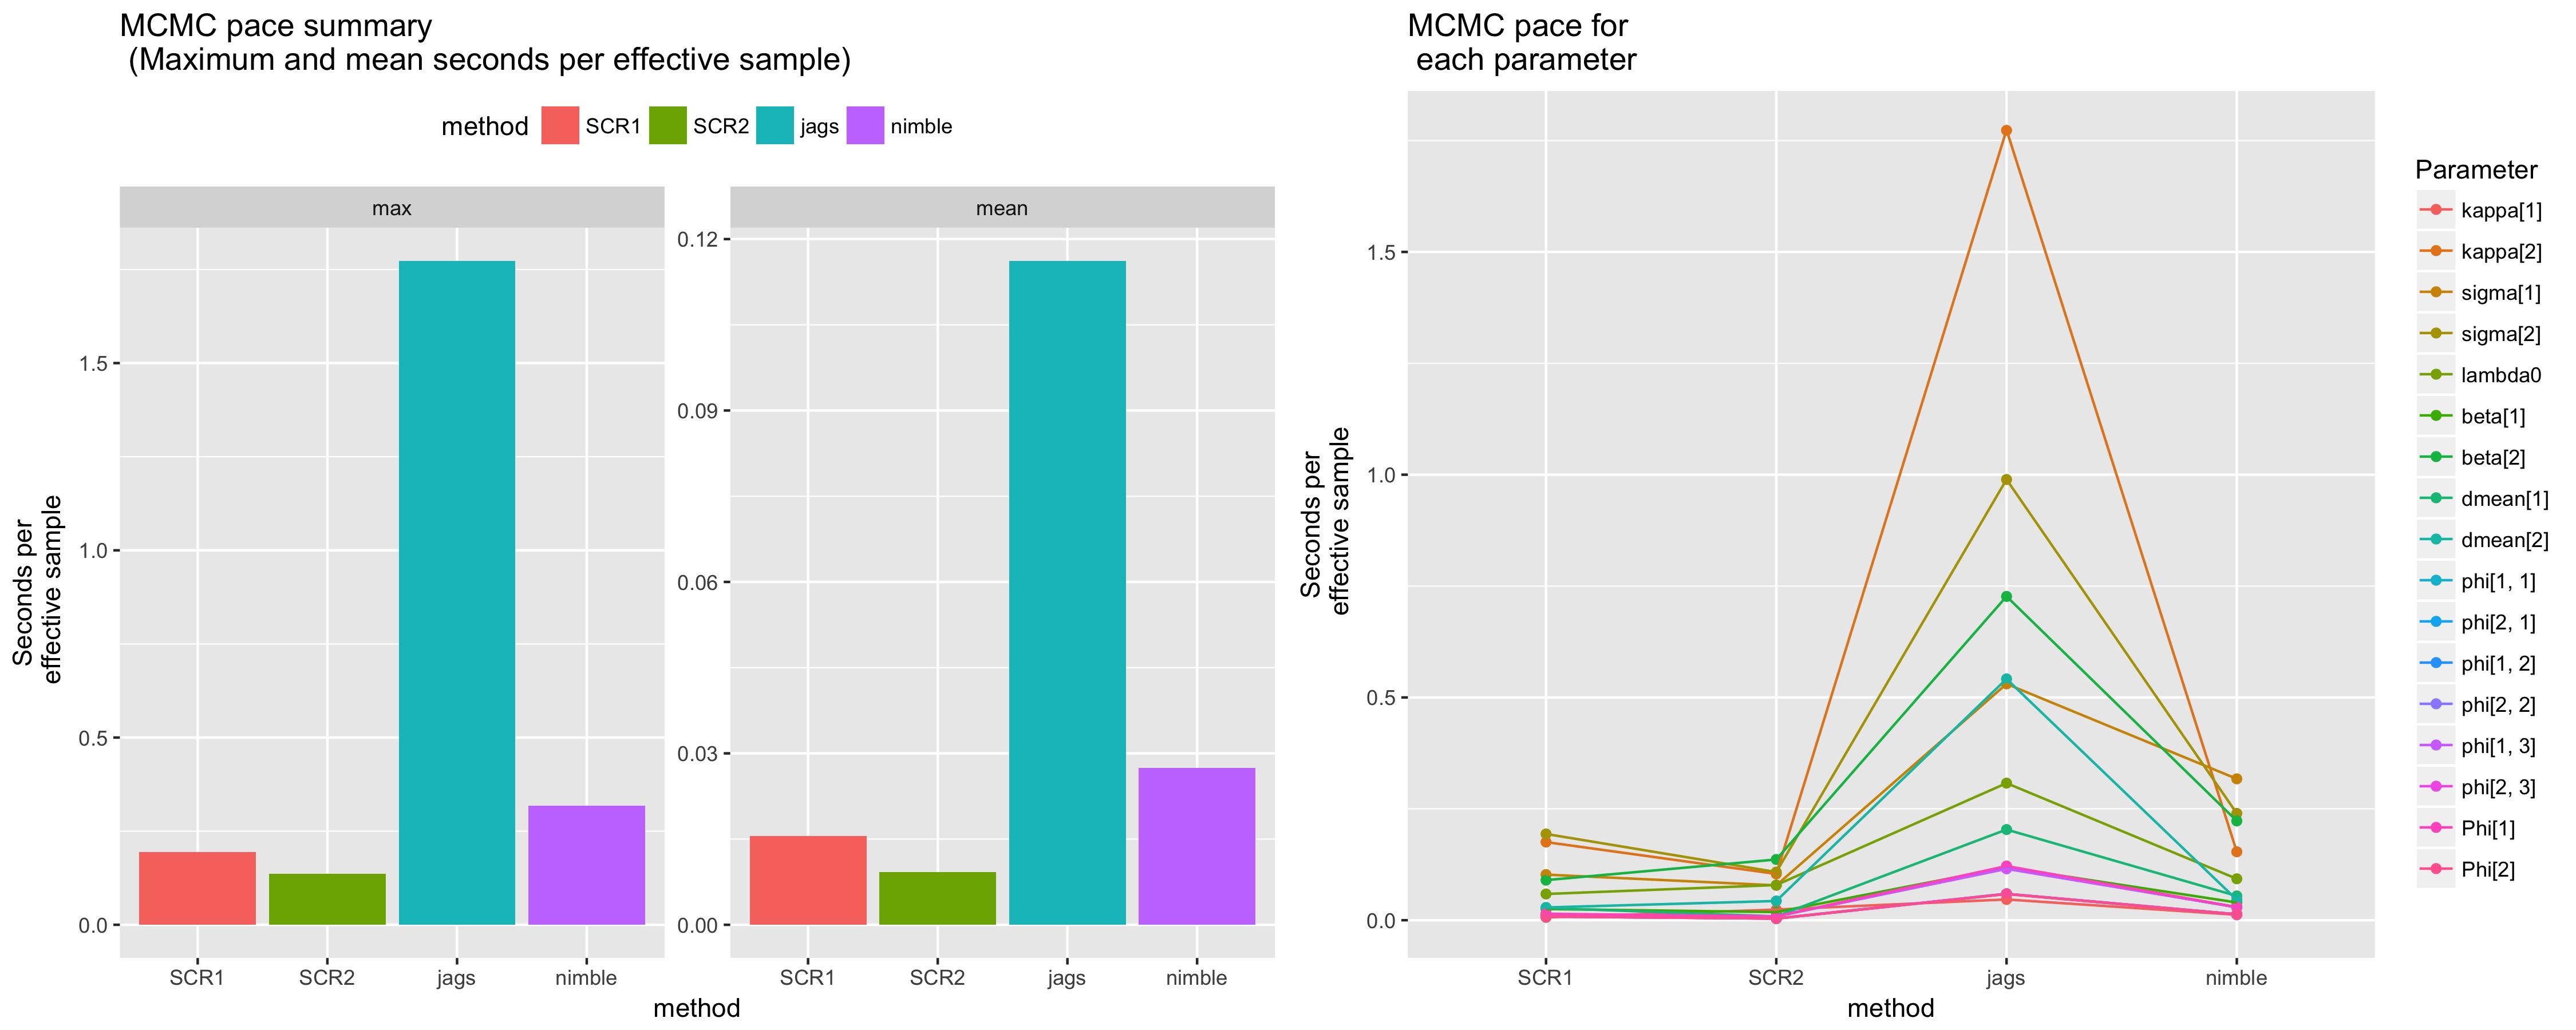 MCMC pace summary
(Maximum and mean seconds per effective sample)
method SCR1 SCR2 jags nimble
max
mean
Seconds per
effective sample
1.5
1.0
0.5
0.0
0.12
0.09
0.06
0.03
0.00
SCR1 SCR2 jags nimble
SCR1 SCR2 jags nimble
method
MCMC pace for
each parameter
Seconds per
effective sample
1.5
1.0
0.5
0.0
SCR1 SCR2 jags nimble
method
Parameter
kappa[1]
kappa[2]
sigma[1]
sigma[2]
lambda0
beta[1]
beta[2]
dmean[1]
dmean[2]
phi[1, 1]
phi[2, 1]
phi[1, 2]
phi[2, 2]
phi[1, 3]
phi[2, 3]
Phi[1]
Phi[2]